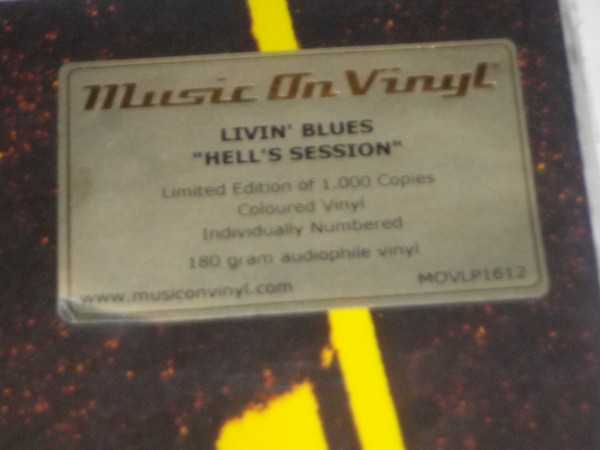 Music On Vinyl
LIVIN' BLUES
"HELL'S SESSION"
Limited Edition of 1.000 Copies
Coloured Vinyl
Individually Numbered
180 gram audiophile vinyl
www.musiconvinyl.com MOVLP1612